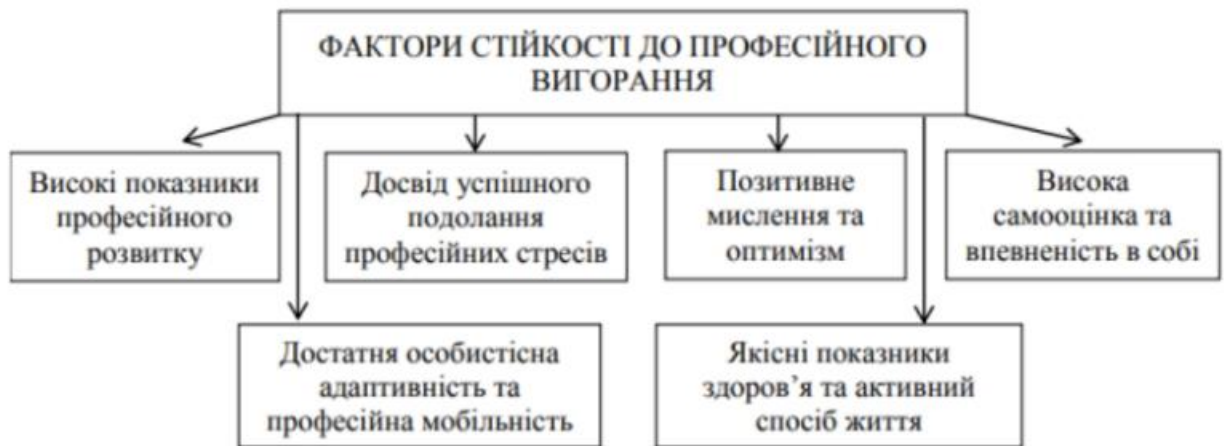 ФАКТОРИ СТІЙКОСТІ ДО ПРОФЕСІЙНОГО
ВИГОРАННЯ
Високі показники
професійного
розвитку
Досвід успішного
подолання
професійних стресів
Позитивне
мислення та
оптимізм
Висока
самооцінка та
впевненість в собі
Достатня особистісна
адаптивність та
професійна мобільність
Якісні показники
здоров’я та активний
спосіб життя